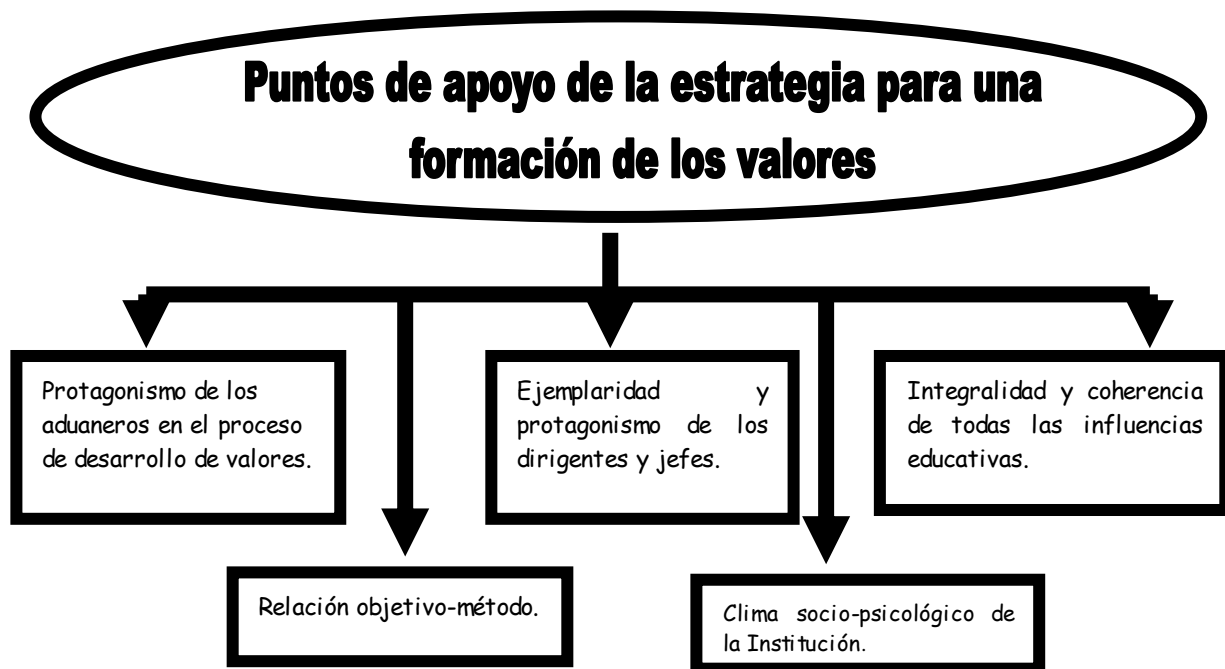 Puntos de apoyo de la estrategia para una
formación de los valores
Protagonismo de los
aduaneros en el proceso
de desarrollo de valores.
Ejemplaridad y
protagonismo de los
dirigentes y jefes.
Integralidad y coherencia
de todas las influencias
educativas.
Relación objetivo-método.
Clima socio-psicológico de
la Institución.